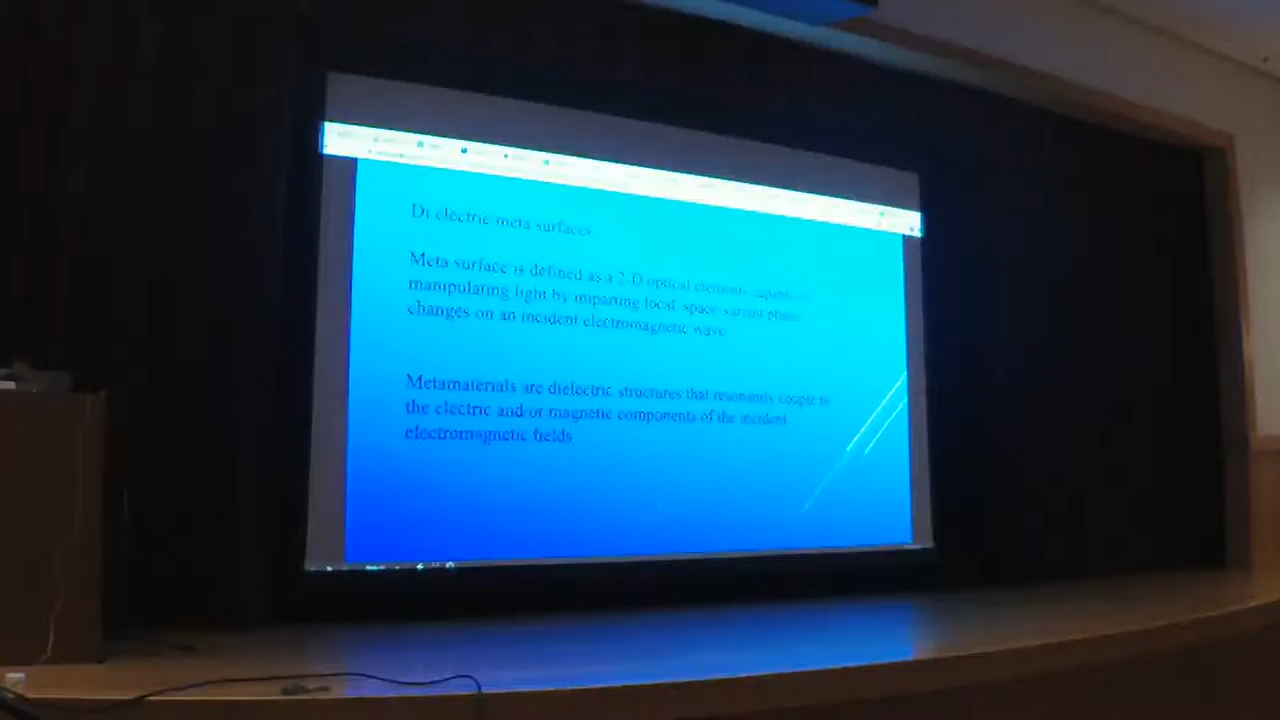 Di electric meta surfaces
Meta surface is defined as a 2-D optical elements capable of
manipulating light by imparting local, space variant phase
changes on an incident electromagnetic wave
Metamaterials are dielectric structures that resonantly couple to
the electric and/or magnetic components of the incident
electromagnetic fields